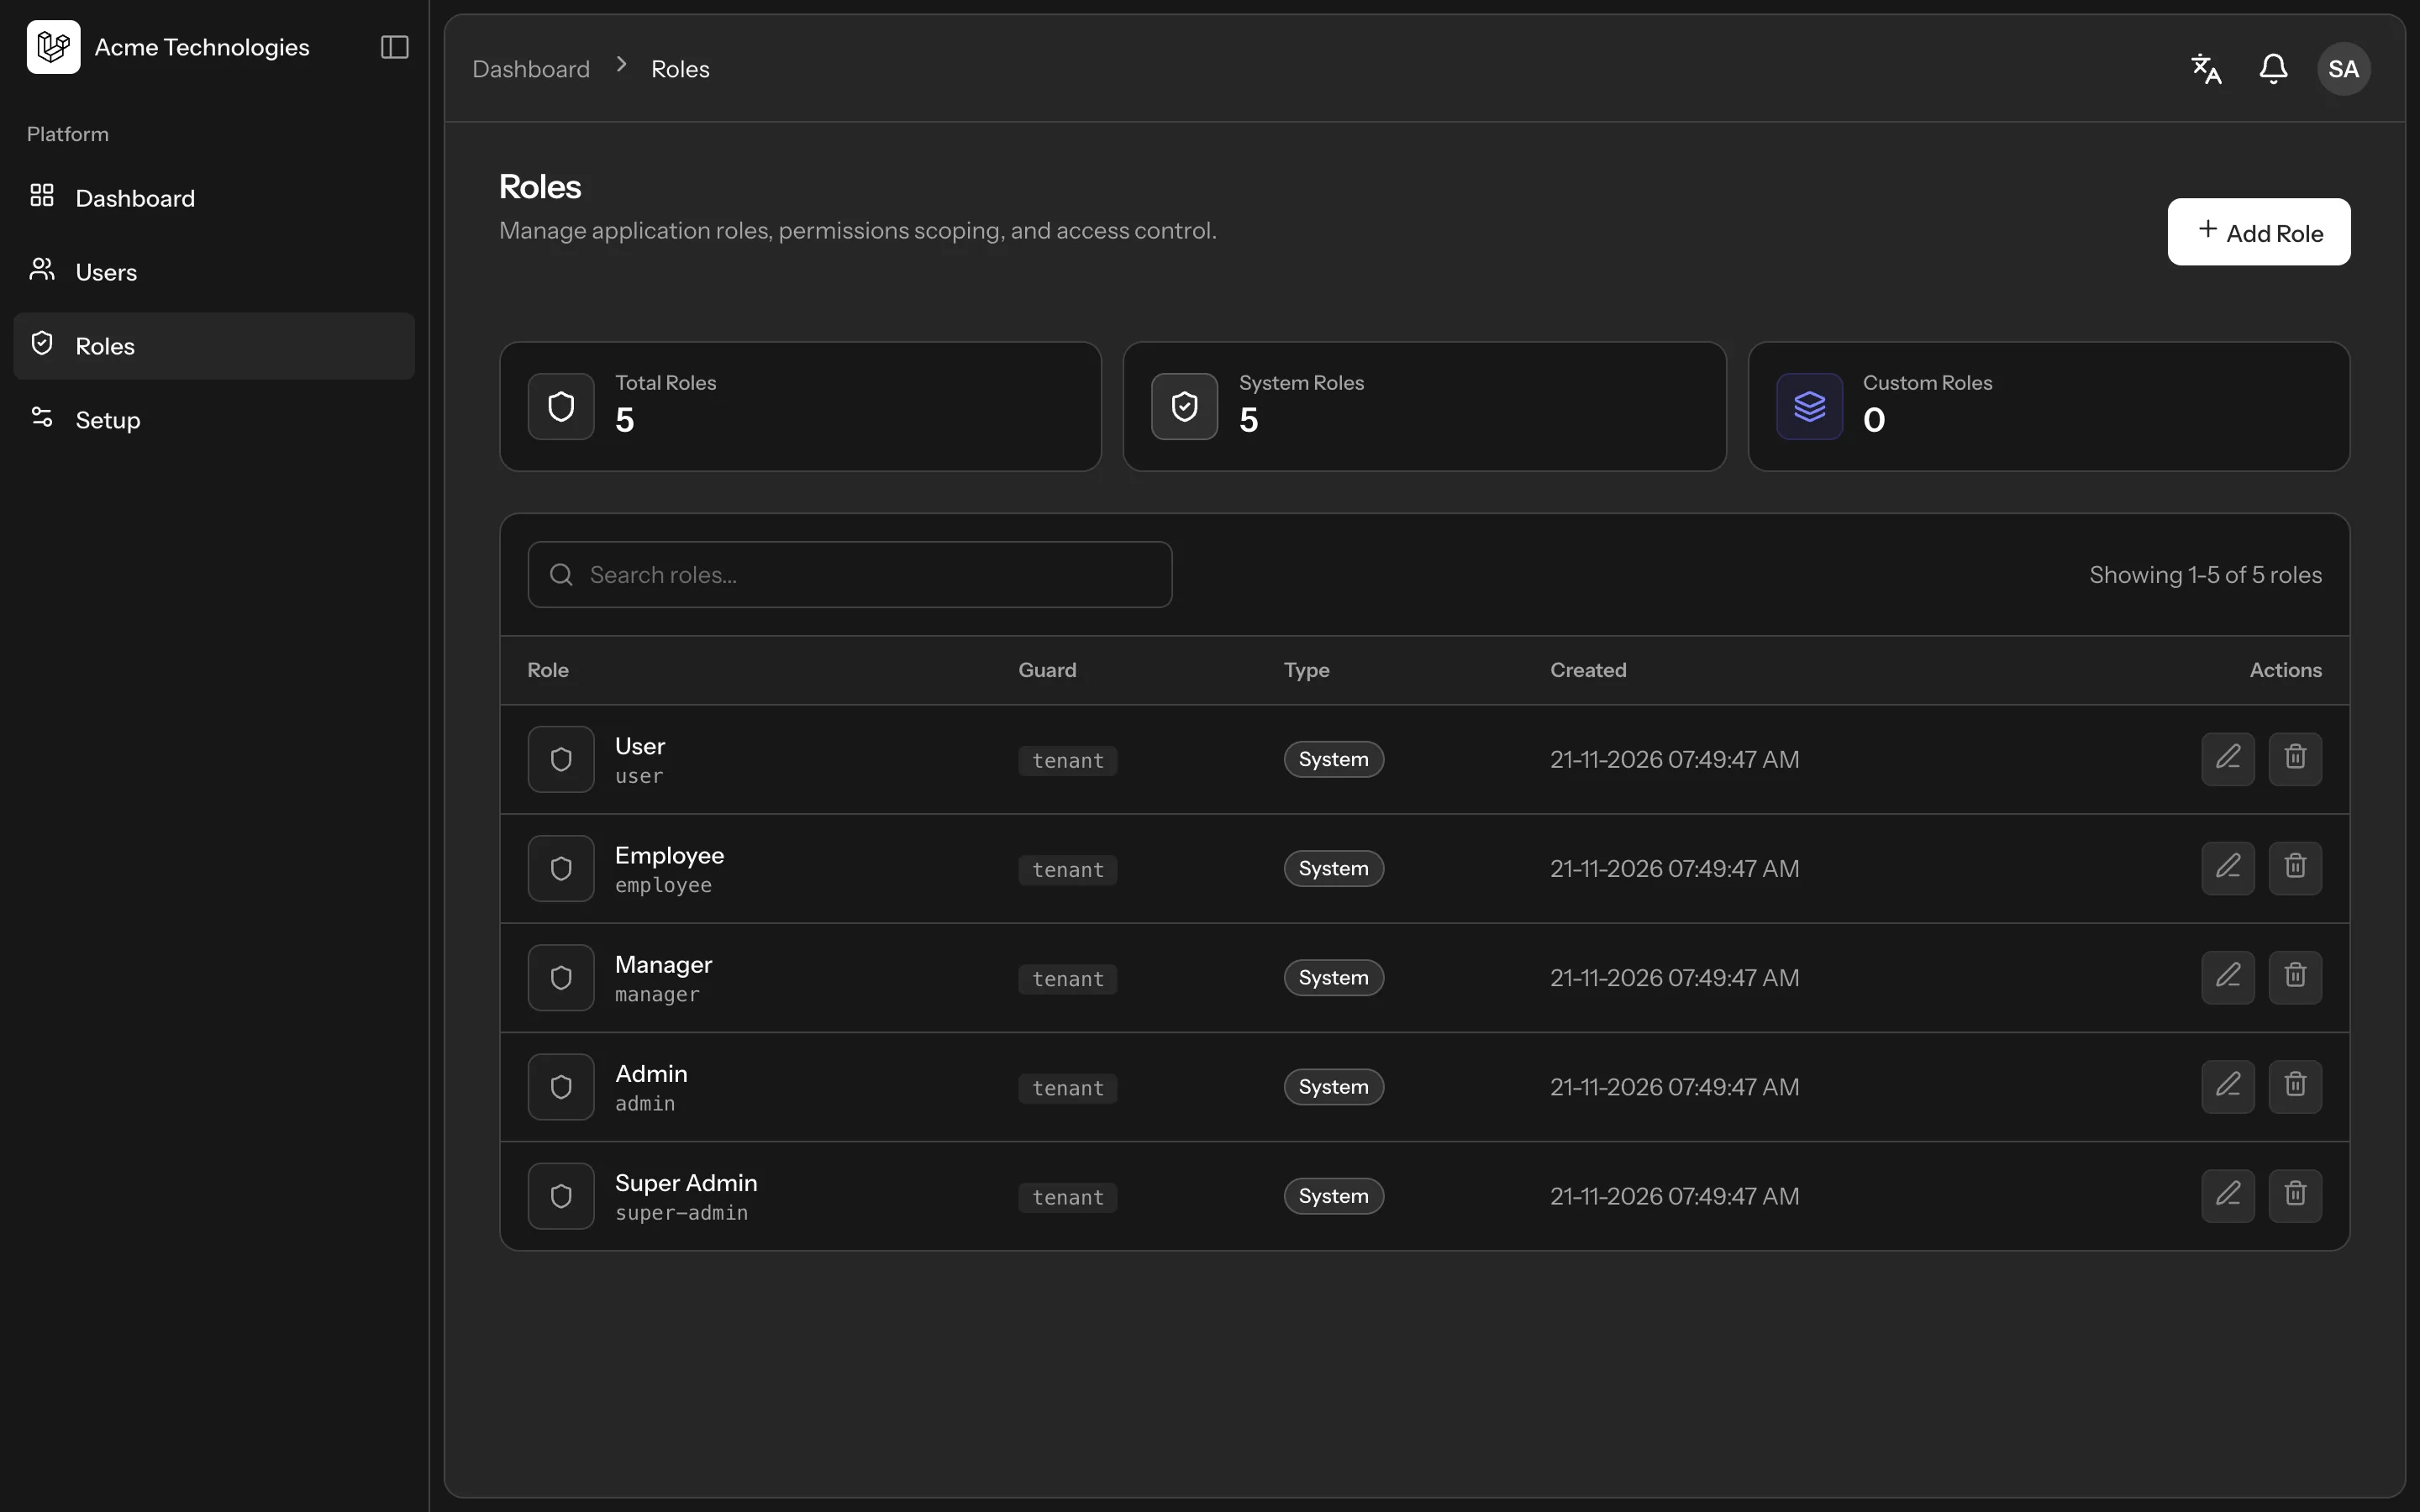 Acme Technologies
Platform
Dashboard
Users
Roles
Setup
Dashboard Roles
SA
Roles
Manage application roles, permissions scoping, and access control.
Add Role
Total Roles
5
System Roles
5
Custom Roles
0
Search roles...
Showing 1-5 of 5 roles
Role Guard Type Created Actions
User
user
tenant System 21-11-2026 07:49:47 AM
Employee
employee
tenant System 21-11-2026 07:49:47 AM
Manager
manager
tenant System 21-11-2026 07:49:47 AM
Admin
admin
tenant System 21-11-2026 07:49:47 AM
Super Admin
super-admin
tenant System 21-11-2026 07:49:47 AM